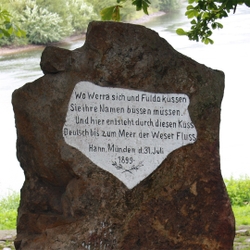 Wo Werra sich und Fulda küssen
Sie ihre Namen büssen müssen,
Und hier entsteht durch diesen Kuss
Deutsch bis zum Meer der Weser Fluss.
Hann. Münden d. 31. Juli
1899.